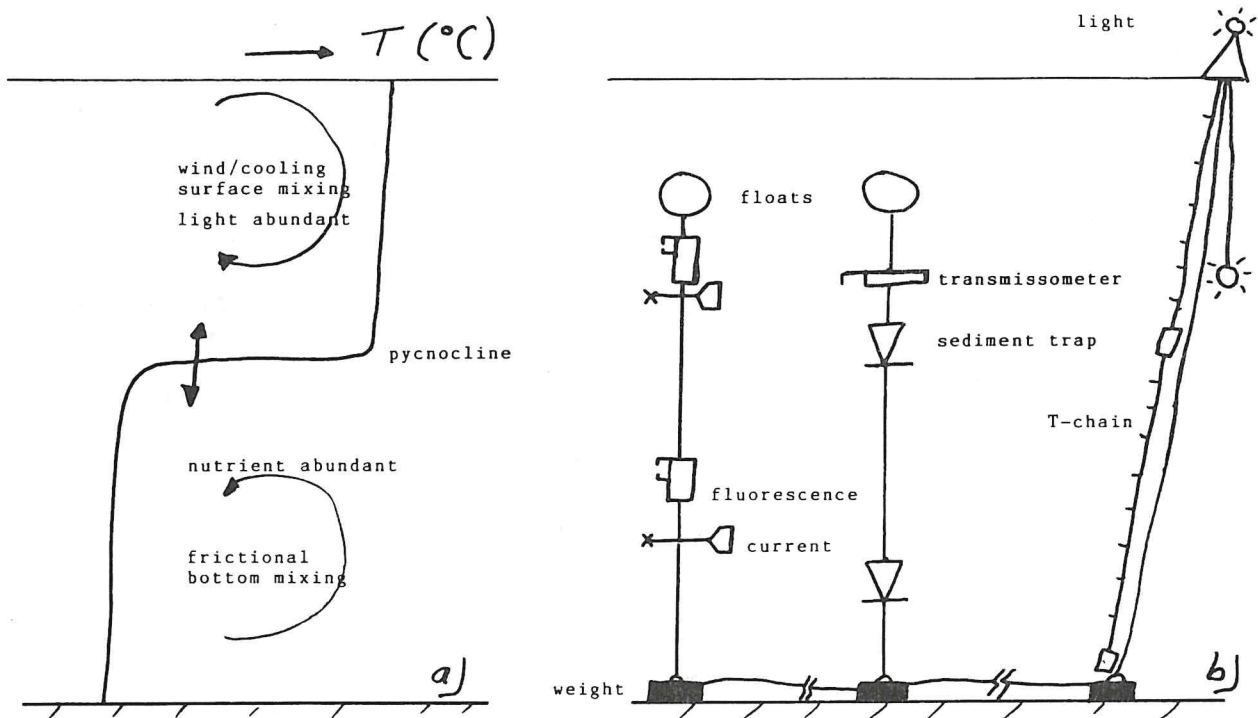 T (°C)
wind/cooling
surface mixing
light abundant
pycnocline
nutrient abundant
frictional
bottom mixing
a)
light
floats
transmissometer
sediment trap
T-chain
fluorescence
current
weight
b)